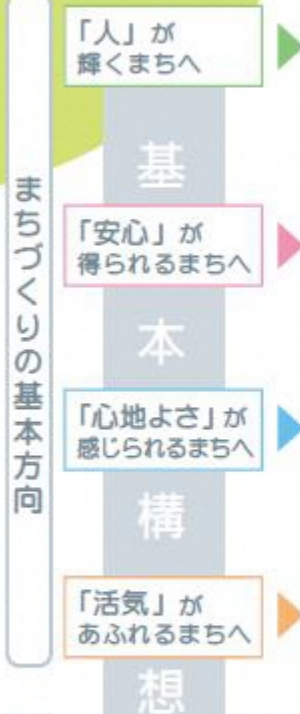 まちづくりの基本方向
基本構想
「人」が
輝くまちへ
「安心」が
得られるまちへ
「心地よさ」が
感じられるまちへ
「活気」が
あふれるまちへ